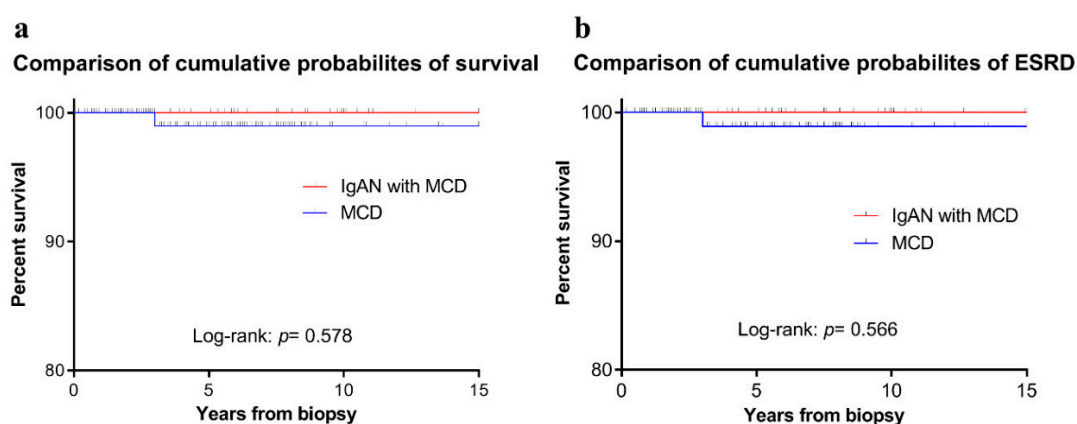 a
Comparison of cumulative probabilites of survival
Percent survival
100
90
80
IgAN with MCD
MCD
Log-rank: p= 0.578
0 5 10 15
Years from biopsy
b
Comparison of cumulative probabilites of ESRD
Percent survival
100
90
80
IgAN with MCD
MCD
Log-rank: p= 0.566
0 5 10 15
Years from biopsy